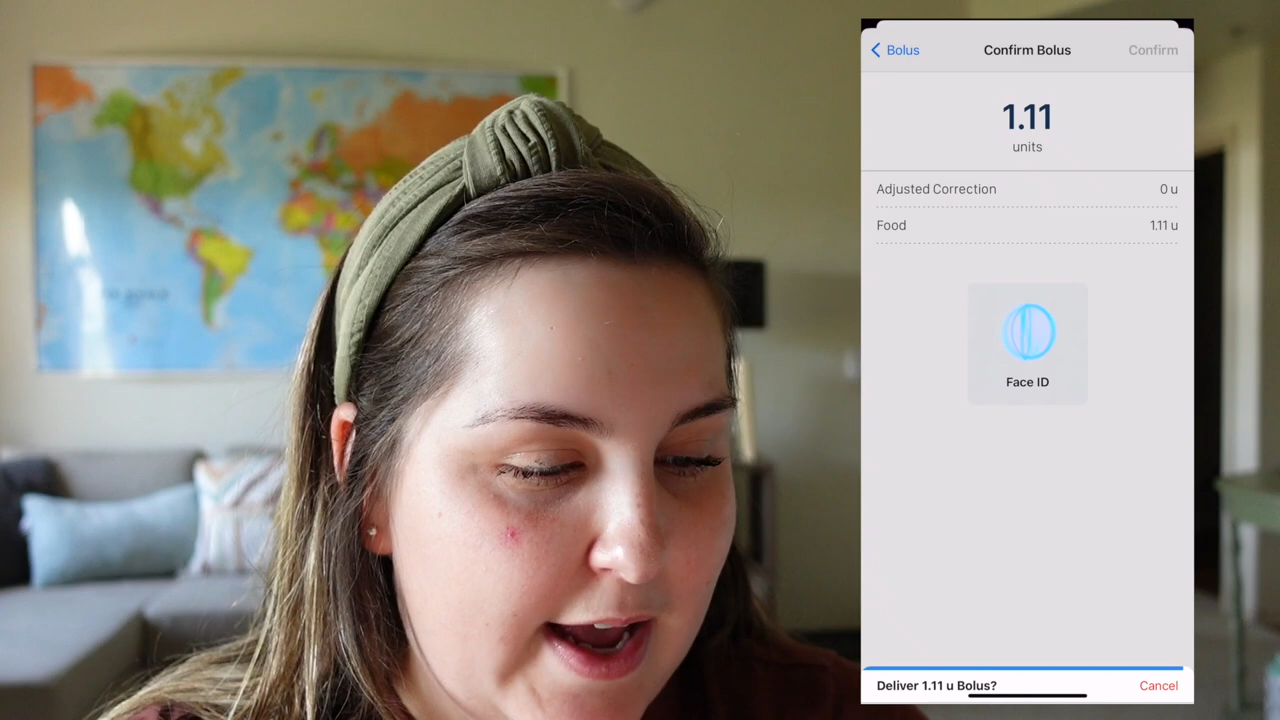 Bolus
Confirm Bolus
Confirm
1.11
units
Adjusted Correction
0 u
Food
1.11 u
Face ID
Deliver 1.11 u Bolus?
Cancel